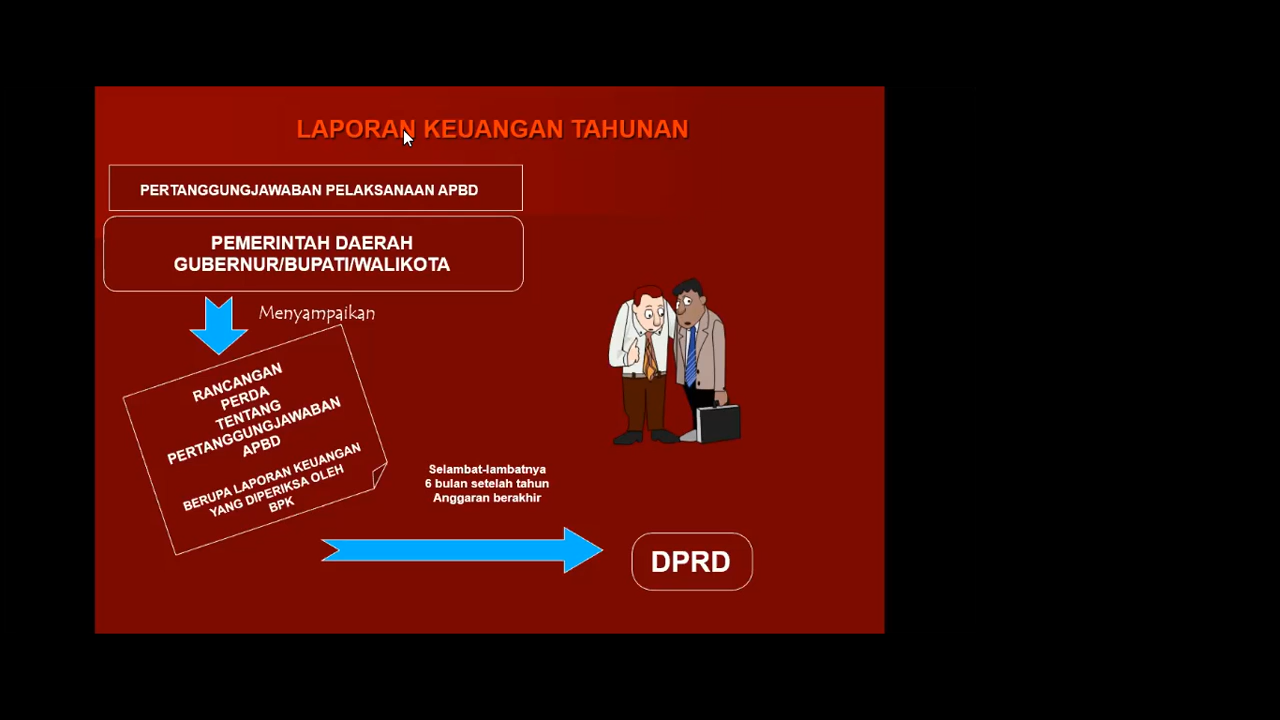 LAPORAN KEUANGAN TAHUNAN
PERTANGGUNGJAWABAN PELAKSANAAN APBD
PEMERINTAH DAERAH
GUBERNUR/BUPATI/WALIKOTA
Menyampaikan
RANCANGAN
PERDA
TENTANG
PERTANGGUNGJAWABAN
APBD
BERUPA LAPORAN KEUANGAN
YANG DIPERIKSA OLEH
BPK
Selambat-lambatnya
6 bulan setelah tahun
Anggaran berakhir
DPRD